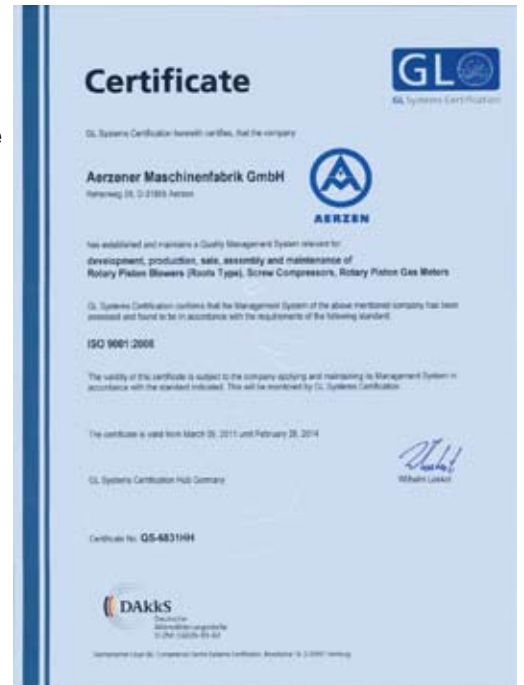 e
Certificate
GL
GL Systems Certification
GL Systems Certification herewith certifies, that the company
Aerzener Maschinenfabrik GmbH
D-31855 Aerzen
AERZEN
has established and maintains a Quality Management System relevant for
development, production, sale, assembly and maintenance of
Rotary Piston Blowers (Roots Type), Screw Compressors, Rotary Piston Gas Meters
GL Systems Certification confirms that the Management System of the above mentioned company has been
assessed and found to be in accordance with the requirements of the following standard:
ISO 9001:2008
The validity of this certificate is subject to the company applying and maintaining its Management System in
accordance with the standard indicated. This will be monitored by GL Systems Certification
The certificate is valid from March 2011 until February 28, 2014
GL Systems Certification Hub Germany
Wilhelm
Certificate No. QS-6831HH
DAkkS
Deutsche
Akkreditierungsstelle